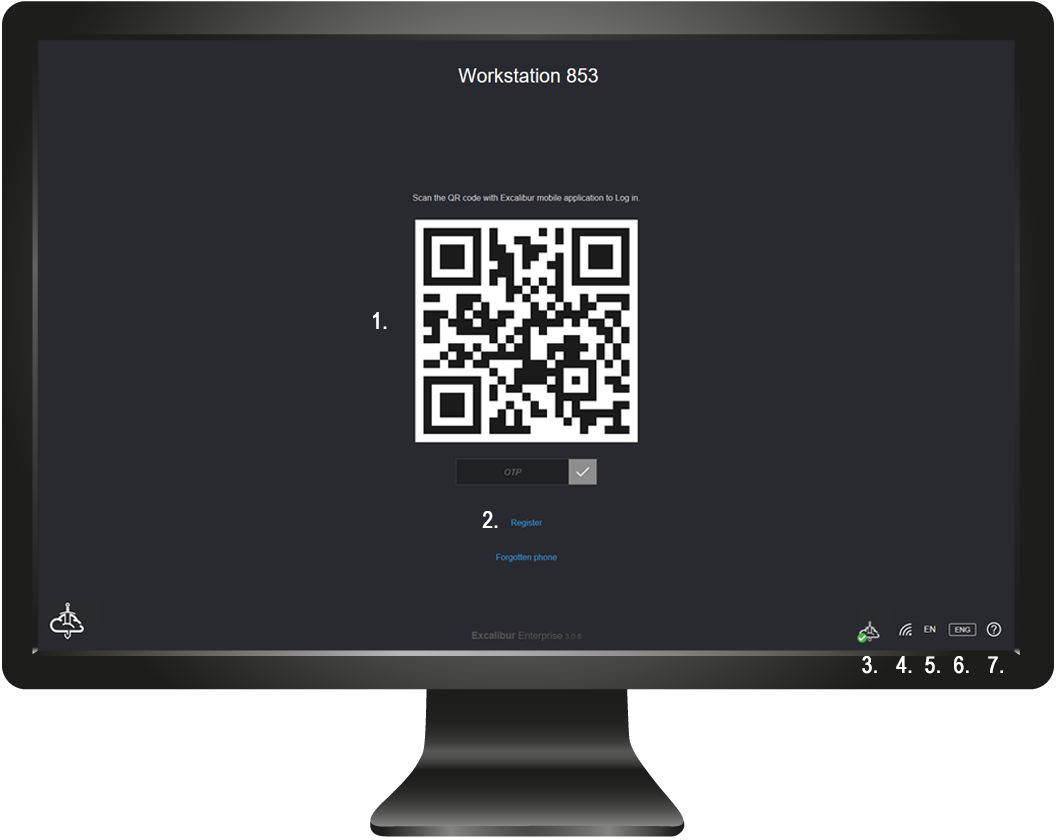 Workstation 853
Scan the QR code with Excalibur mobile application to Log in.
1.
OTP
2. Register
Forgotten phone
Excalibur Enterprise 3.0.6
EN ENG ?
3. 4. 5. 6. 7.